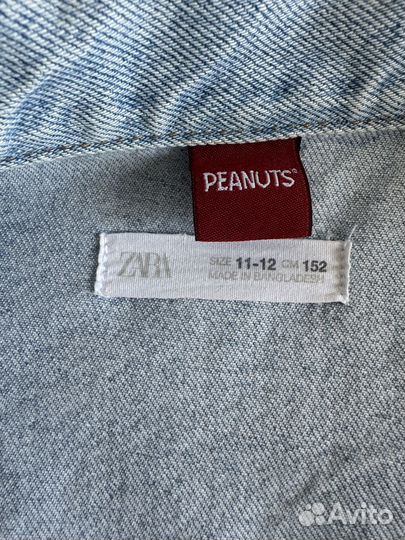 PEANUTS
ZARA SIZE 11-12 CM 152
MADE IN BANGLADESH
Avito